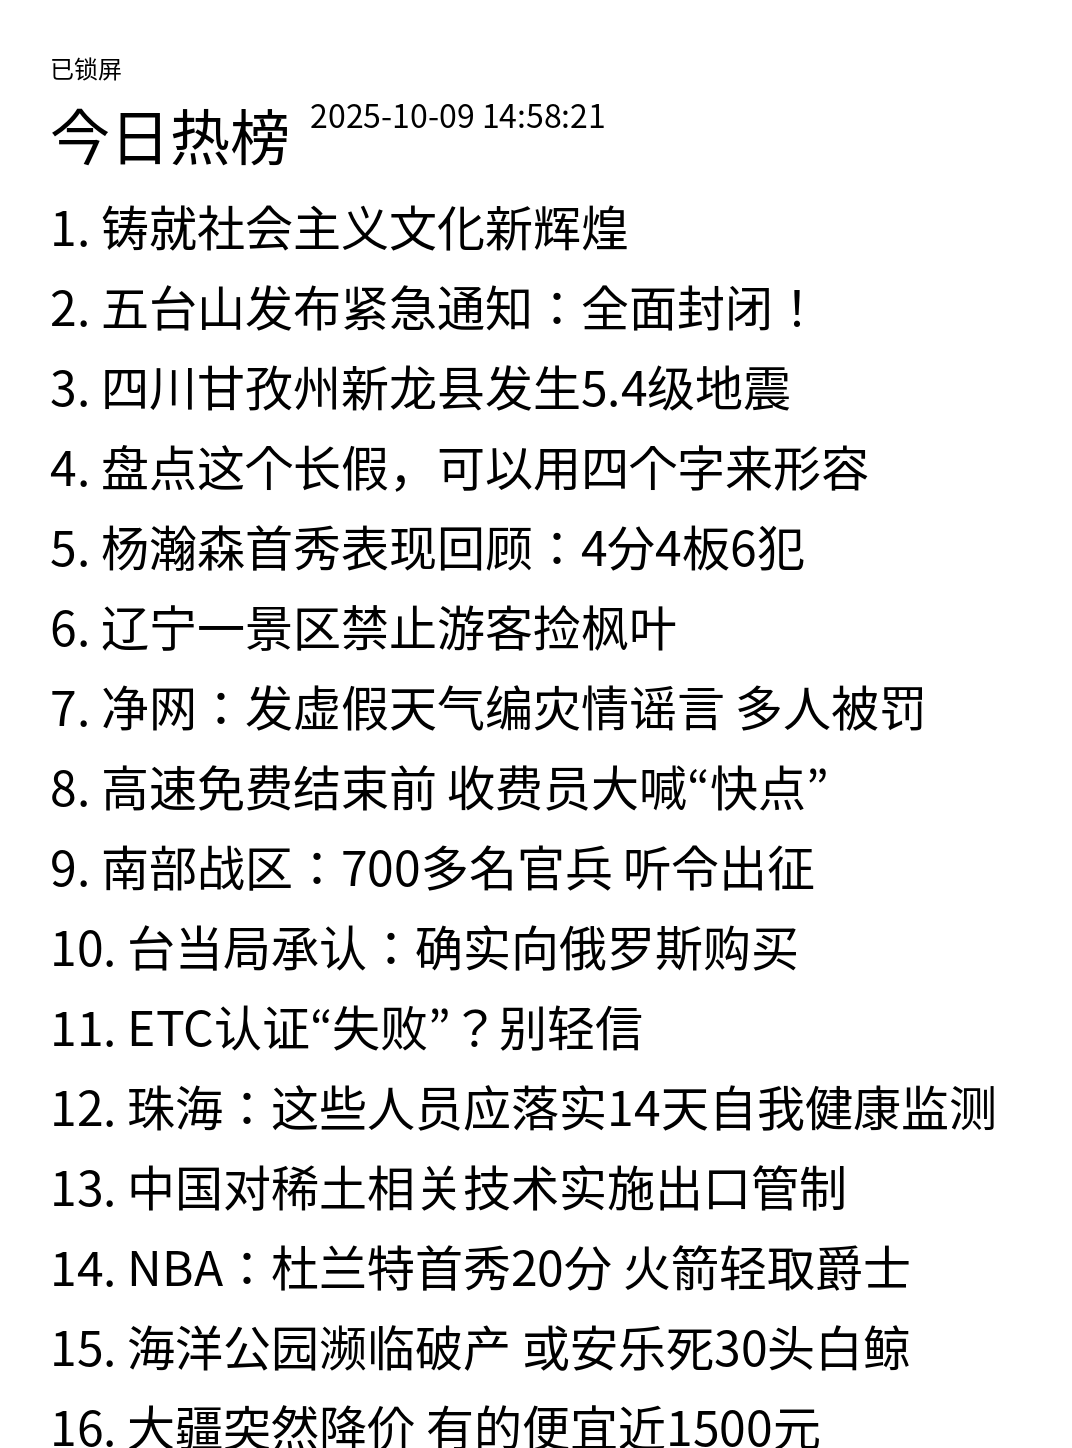 已锁屏
今日热榜 2025-10-09 14:58:21
1. 铸就社会主义文化新辉煌
2. 五台山发布紧急通知：全面封闭！
3. 四川甘孜州新龙县发生5.4级地震
4. 盘点这个长假，可以用四个字来形容
5. 杨瀚森首秀表现回顾：4分4板6犯
6. 辽宁一景区禁止游客捡枫叶
7. 净网：发虚假天气编灾情谣言 多人被罚
8. 高速免费结束前 收费员大喊“快点”
9. 南部战区：700多名官兵 听令出征
10. 台当局承认：确实向俄罗斯购买
11. ETC认证“失败”？别轻信
12. 珠海：这些人员应落实14天自我健康监测
13. 中国对稀土相关技术实施出口管制
14. NBA：杜兰特首秀20分 火箭轻取爵士
15. 海洋公园濒临破产 或安乐死30头白鲸
16. 大疆突然降价 有的便宜近1500元